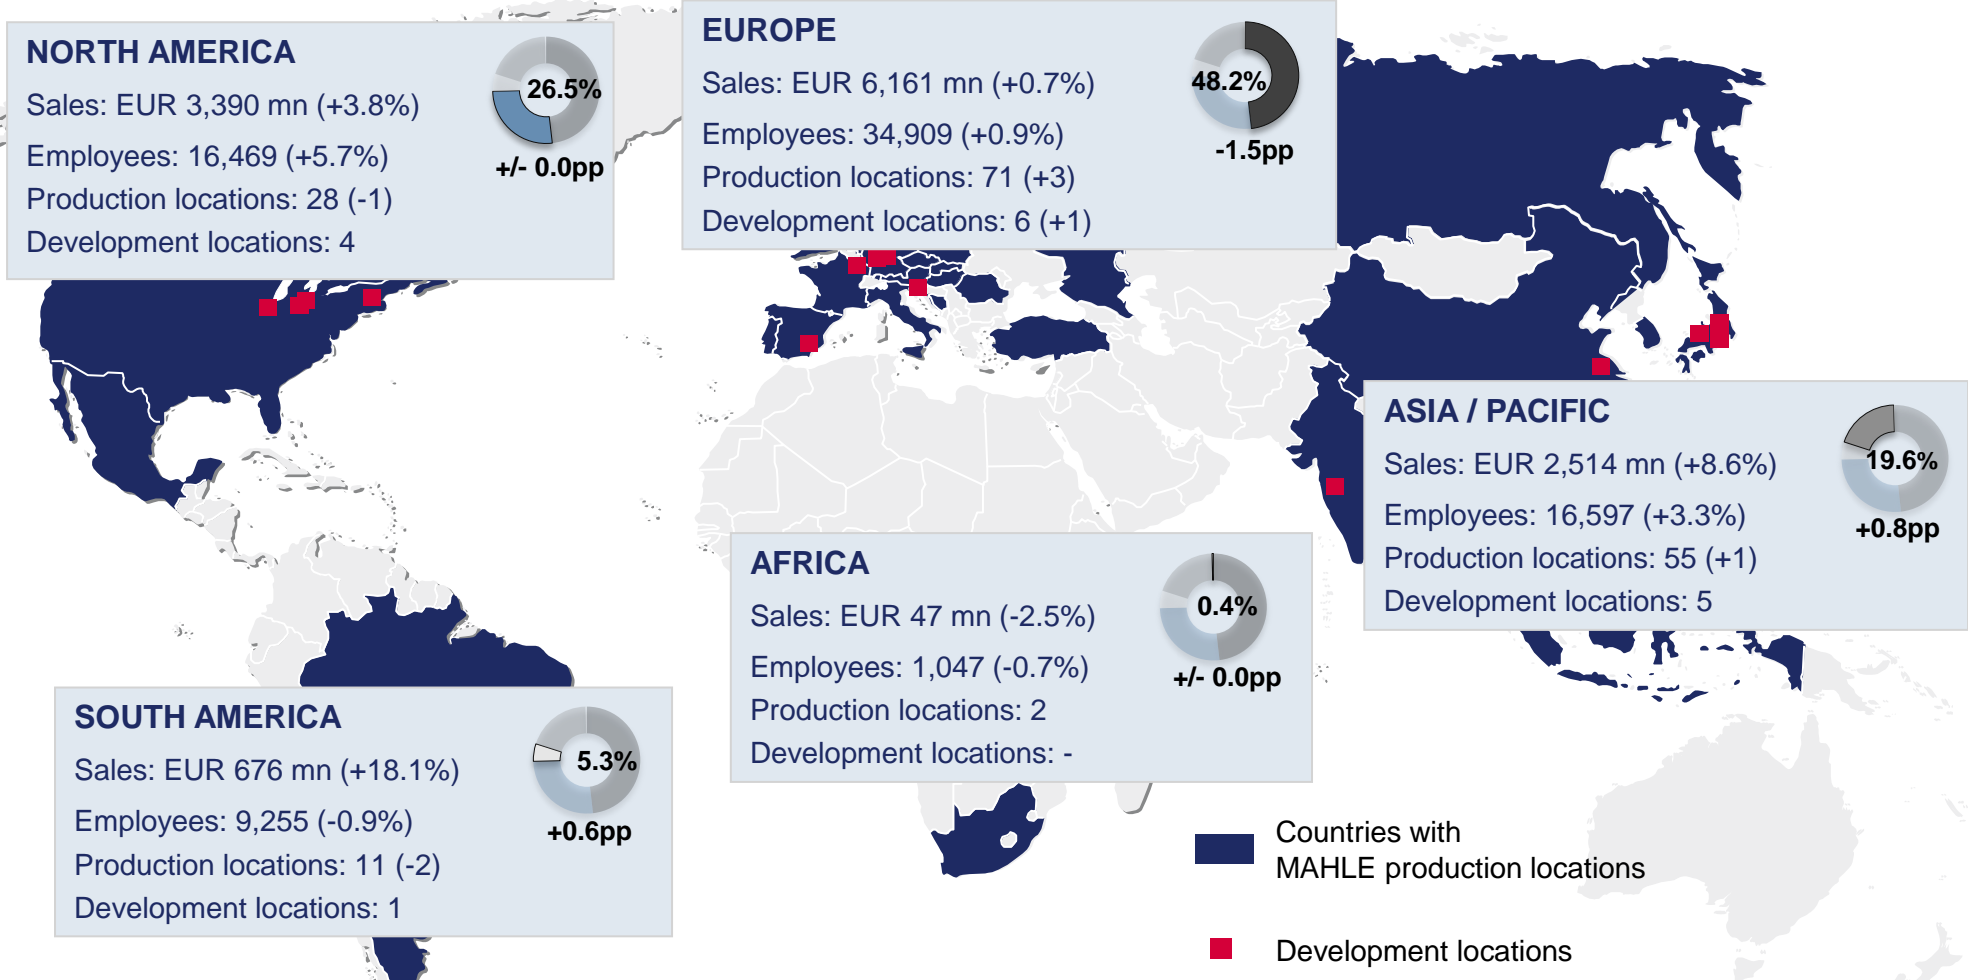 NORTH AMERICA
Sales: EUR 3,390 mn (+3.8%)
Employees: 16,469 (+5.7%)
Production locations: 28 (-1)
Development locations: 4
26.5%
+/- 0.0pp
EUROPE
Sales: EUR 6,161 mn (+0.7%)
Employees: 34,909 (+0.9%)
Production locations: 71 (+3)
Development locations: 6 (+1)
48.2%
-1.5pp
ASIA / PACIFIC
Sales: EUR 2,514 mn (+8.6%)
Employees: 16,597 (+3.3%)
Production locations: 55 (+1)
Development locations: 5
19.6%
+0.8pp
AFRICA
Sales: EUR 47 mn (-2.5%)
Employees: 1,047 (-0.7%)
Production locations: 2
Development locations: -
0.4%
+/- 0.0pp
SOUTH AMERICA
Sales: EUR 676 mn (+18.1%)
Employees: 9,255 (-0.9%)
Production locations: 11 (-2)
Development locations: 1
5.3%
+0.6pp
Countries with
MAHLE production locations
Development locations